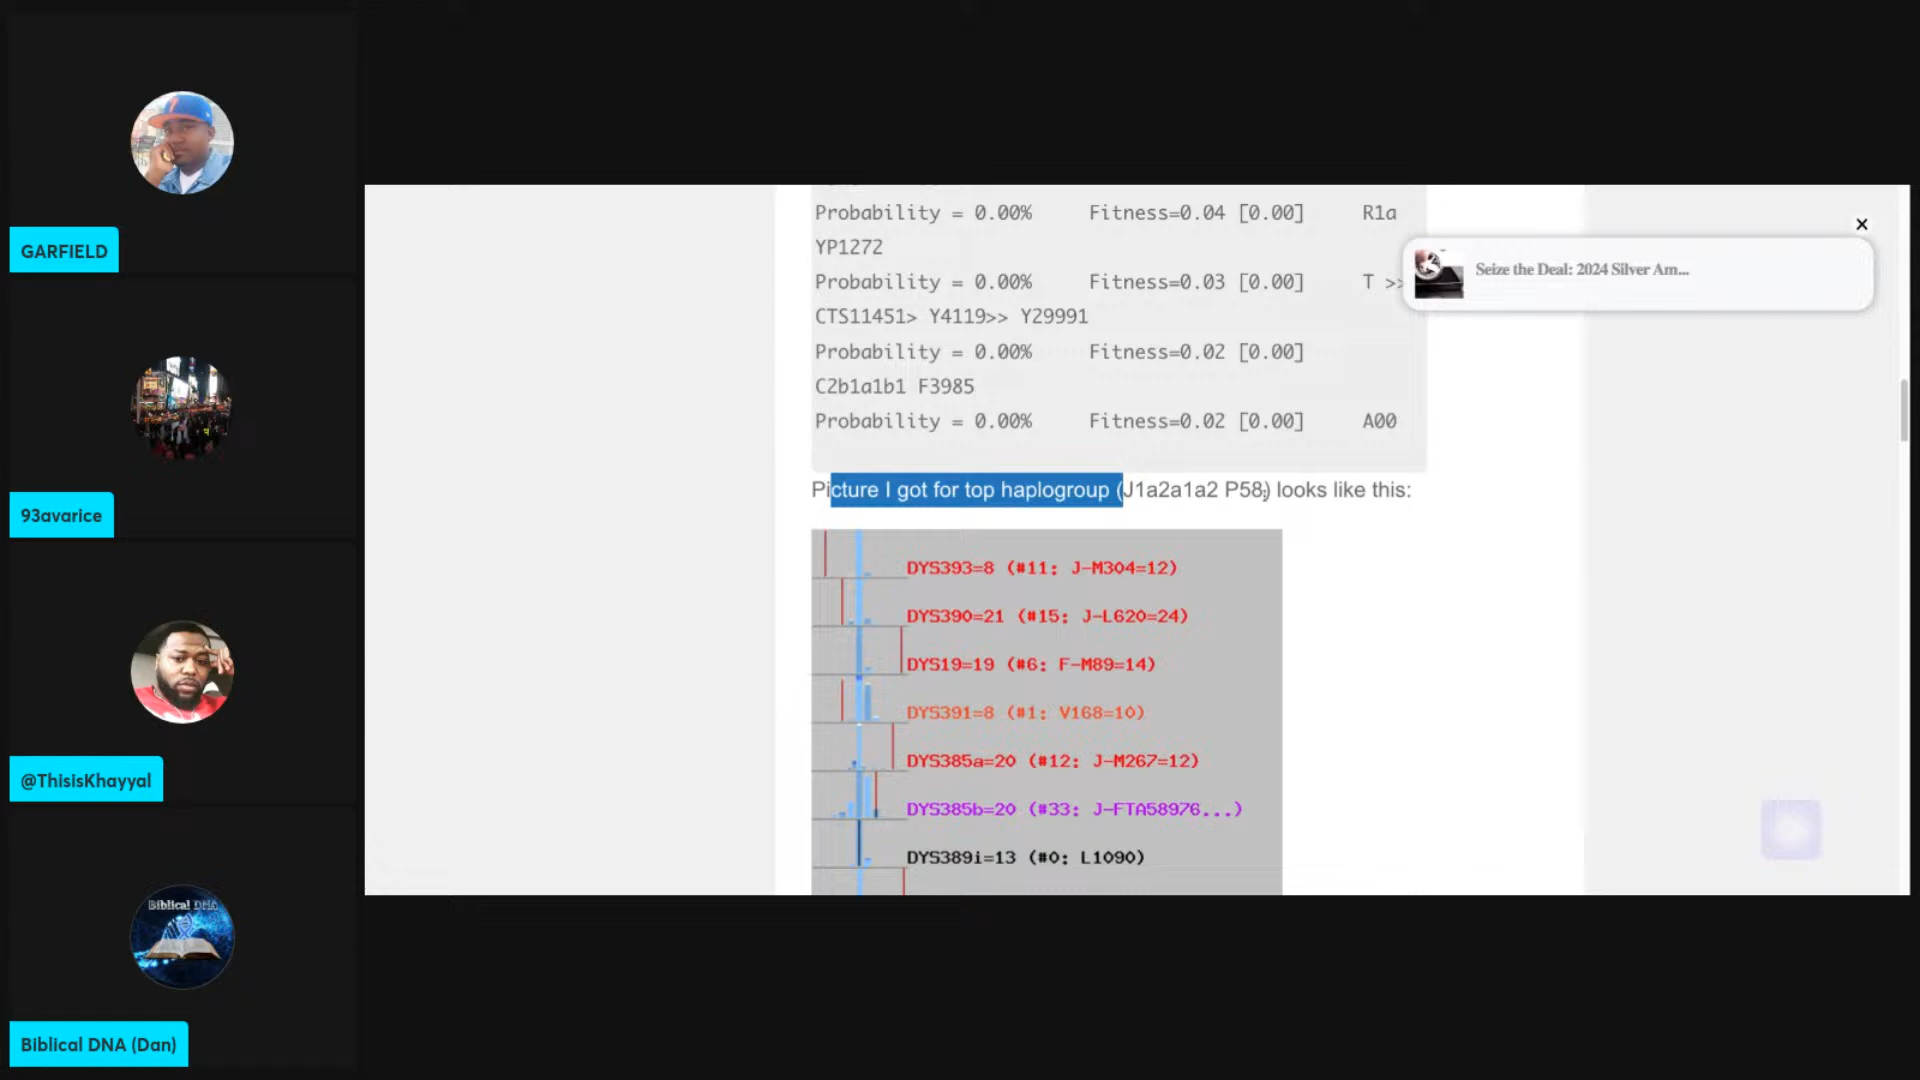 GARFIELD
93avarice
@ThisisKhayyal
Biblical DNA
Biblical DNA (Dan)
Probability = 0.00% Fitness=0.04 [0.00] R1a
YP1272
Probability = 0.00% Fitness=0.03 [0.00] T >>
CTS11451> Y4119>> Y29991
Probability = 0.00% Fitness=0.02 [0.00]
C2b1a1b1 F3985
Probability = 0.00% Fitness=0.02 [0.00] A00
Picture I got for top haplogroup (J1a2a1a2 P58) looks like this:
DYS393=8 (#11: J-M304=12)
DYS390=21 (#15: J-L620=24)
DYS19=19 (#6: F-M89=14)
DYS391=8 (#1: V168=10)
DYS385a=20 (#12: J-M267=12)
DYS385b=20 (#33: J-FTA58976...)
DYS389i=13 (#0: L1090)
Seize the Deal: 2024 Silver Am...